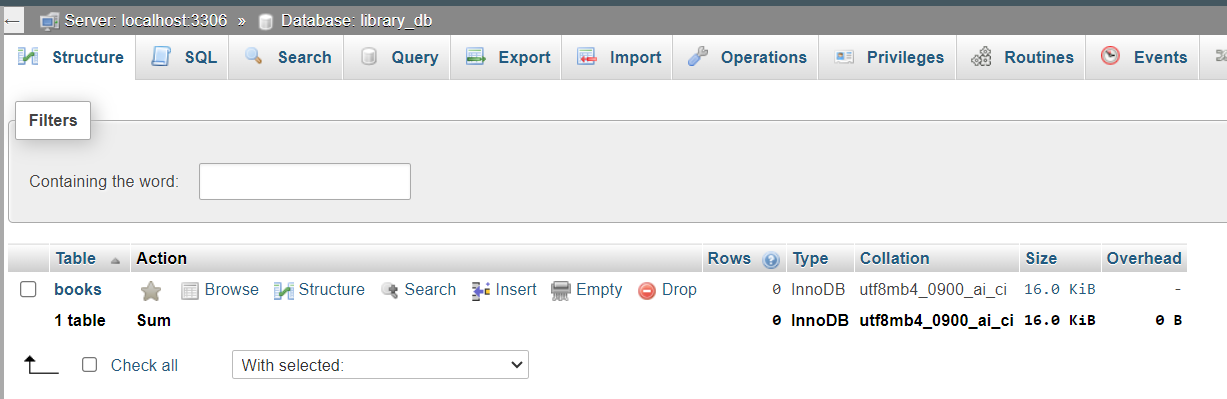 ← Server: localhost:3306 » Database: library_db
Structure SQL Search Query Export Import Operations Privileges Routines Events
Filters
Containing the word:
Table Action Rows Type Collation Size Overhead
books Browse Structure Search Insert Empty Drop 0 InnoDB utf8mb4_0900_ai_ci 16.0 KiB -
1 table Sum 0 InnoDB utf8mb4_0900_ai_ci 16.0 KiB 0 B
Check all With selected: